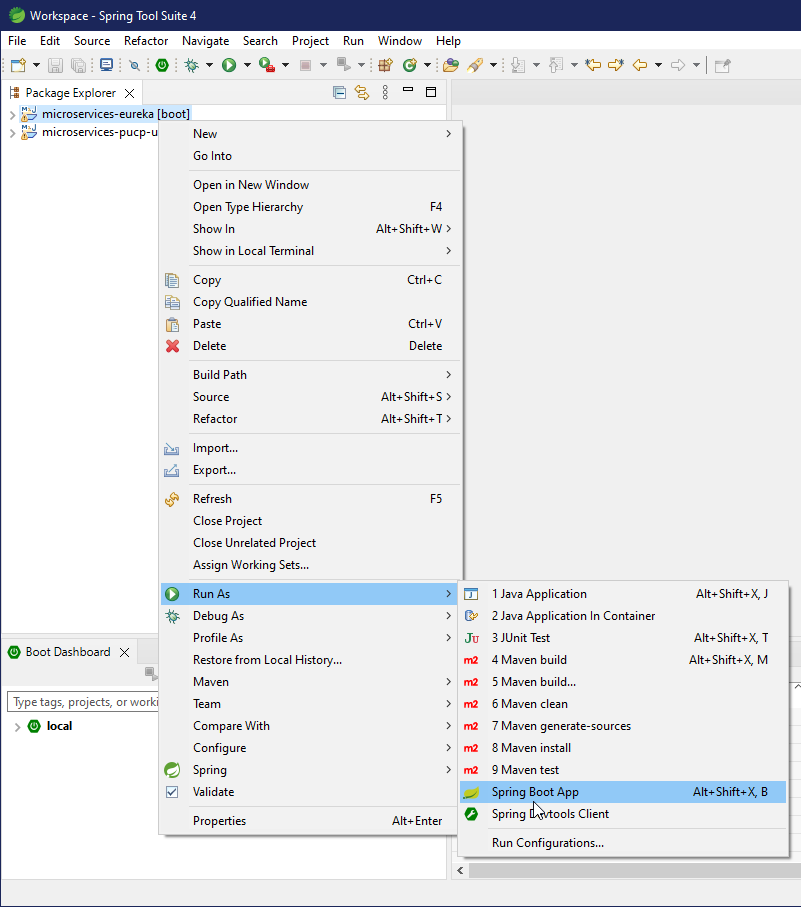 Workspace - Spring Tool Suite 4
File Edit Source Refactor Navigate Search Project Run Window Help
Package Explorer
microservices-eureka [boot]
microservices-pucp-u
New
Go Into
Open in New Window
Open Type Hierarchy F4
Show In Alt+Shift+W
Show in Local Terminal
Copy Ctrl+C
Copy Qualified Name
Paste Ctrl+V
Delete Delete
Build Path
Source Alt+Shift+S
Refactor Alt+Shift+T
Import...
Export...
Refresh F5
Close Project
Close Unrelated Project
Assign Working Sets...
Run As
Debug As
Profile As
Restore from Local History...
Maven
Team
Compare With
Configure
Spring
Validate
Properties Alt+Enter
1 Java Application Alt+Shift+X, J
2 Java Application In Container
3 JUnit Test Alt+Shift+X, T
4 Maven build Alt+Shift+X, M
5 Maven build...
6 Maven clean
7 Maven generate-sources
8 Maven install
9 Maven test
Spring Boot App Alt+Shift+X, B
Spring Devtools Client
Run Configurations...
Boot Dashboard
Type tags, projects, or worki
local